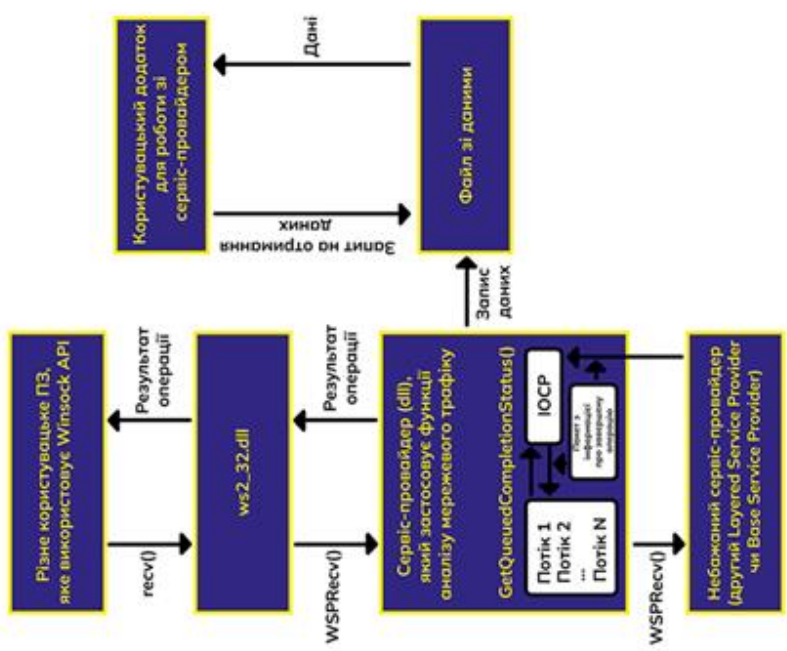 Різне користувацьке ПЗ,
яке використовує Winsock API
recv()
Результат
операції
ws2_32.dll
WSPRecv()
Результат
операції
Сервіс-провайдер (dll),
який застосовує функції
аналізу мережевого трафіку
GetQueuedCompletionStatus()
Потік 1
Потік 2
...
Потік N
IOCP
Пакет з
інформацією
про завершену
операцію
WSPRecv()
Небажаний сервіс-провайдер
(другий Layered Service Provider
чи Base Service Provider)
Запис
даних
Користувацький додаток
для роботи зі
сервіс-провайдером
Запит на отримання
даних
Дані
Файл зі даними